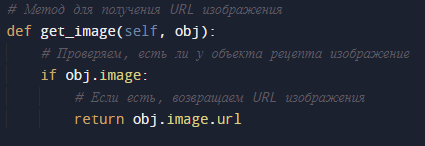 # Метод для получения URL изображения
def get_image(self, obj):
# Проверяем, есть ли у объекта рецепта изображение
if obj.image:
# Если есть, возвращаем URL изображения
return obj.image.url